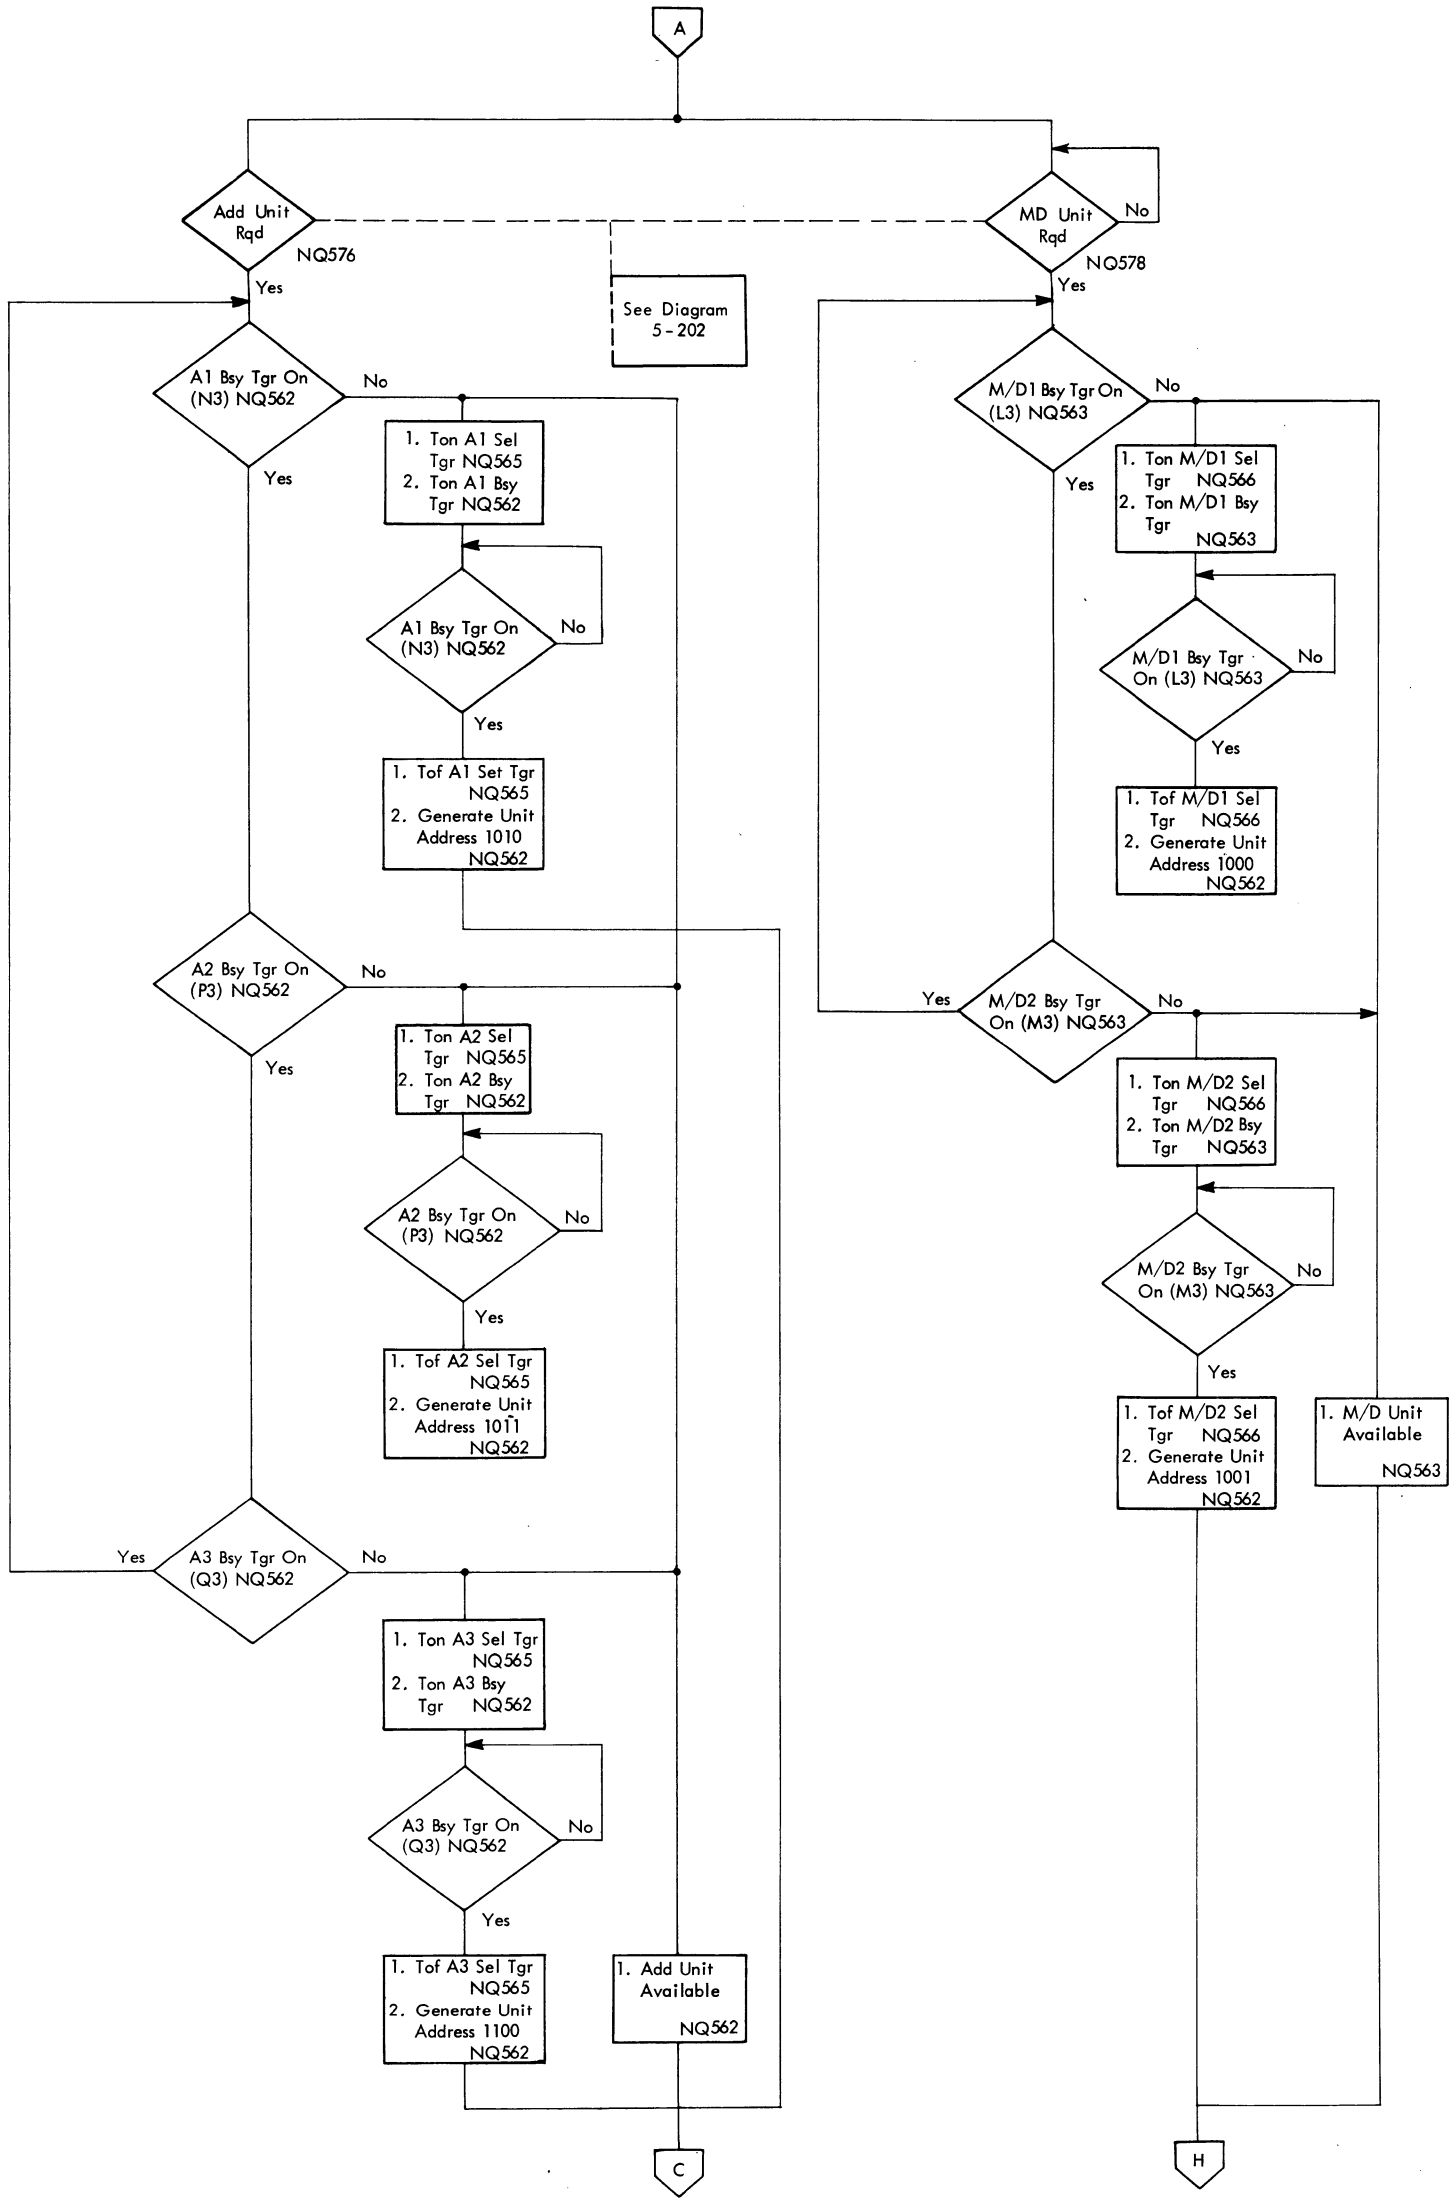 A
Add Unit
Rqd
NQ576
Yes
MD Unit
Rqd
No
NQ578
Yes
See Diagram
5-202
A1 Bsy Tgr On
(N3) NQ562
No
Yes
1. Ton A1 Sel
Tgr NQ565
2. Ton A1 Bsy
Tgr NQ562
A1 Bsy Tgr On
(N3) NQ562
No
Yes
1. Tof A1 Set Tgr
NQ565
2. Generate Unit
Address 1010
NQ562
A2 Bsy Tgr On
(P3) NQ562
No
Yes
1. Ton A2 Sel
Tgr NQ565
2. Ton A2 Bsy
Tgr NQ562
A2 Bsy Tgr On
(P3) NQ562
No
Yes
1. Tof A2 Sel Tgr
NQ565
2. Generate Unit
Address 1011
NQ562
Yes
A3 Bsy Tgr On
(Q3) NQ562
No
1. Ton A3 Sel Tgr
NQ565
2. Ton A3 Bsy
Tgr NQ562
A3 Bsy Tgr On
(Q3) NQ562
No
Yes
1. Tof A3 Sel Tgr
NQ565
2. Generate Unit
Address 1100
NQ562
1. Add Unit
Available
NQ562
C
M/D1 Bsy Tgr On
(L3) NQ563
No
Yes
1. Ton M/D1 Sel
Tgr NQ566
2. Ton M/D1 Bsy
Tgr
NQ563
M/D1 Bsy Tgr
On (L3) NQ563
No
Yes
1. Tof M/D1 Sel
Tgr NQ566
2. Generate Unit
Address 1000
NQ562
Yes
M/D2 Bsy Tgr
On (M3) NQ563
No
1. Ton M/D2 Sel
Tgr NQ566
2. Ton M/D2 Bsy
Tgr NQ563
M/D2 Bsy Tgr
On (M3) NQ563
No
Yes
1. Tof M/D2 Sel
Tgr NQ566
2. Generate Unit
Address 1001
NQ562
1. M/D Unit
Available
NQ563
H